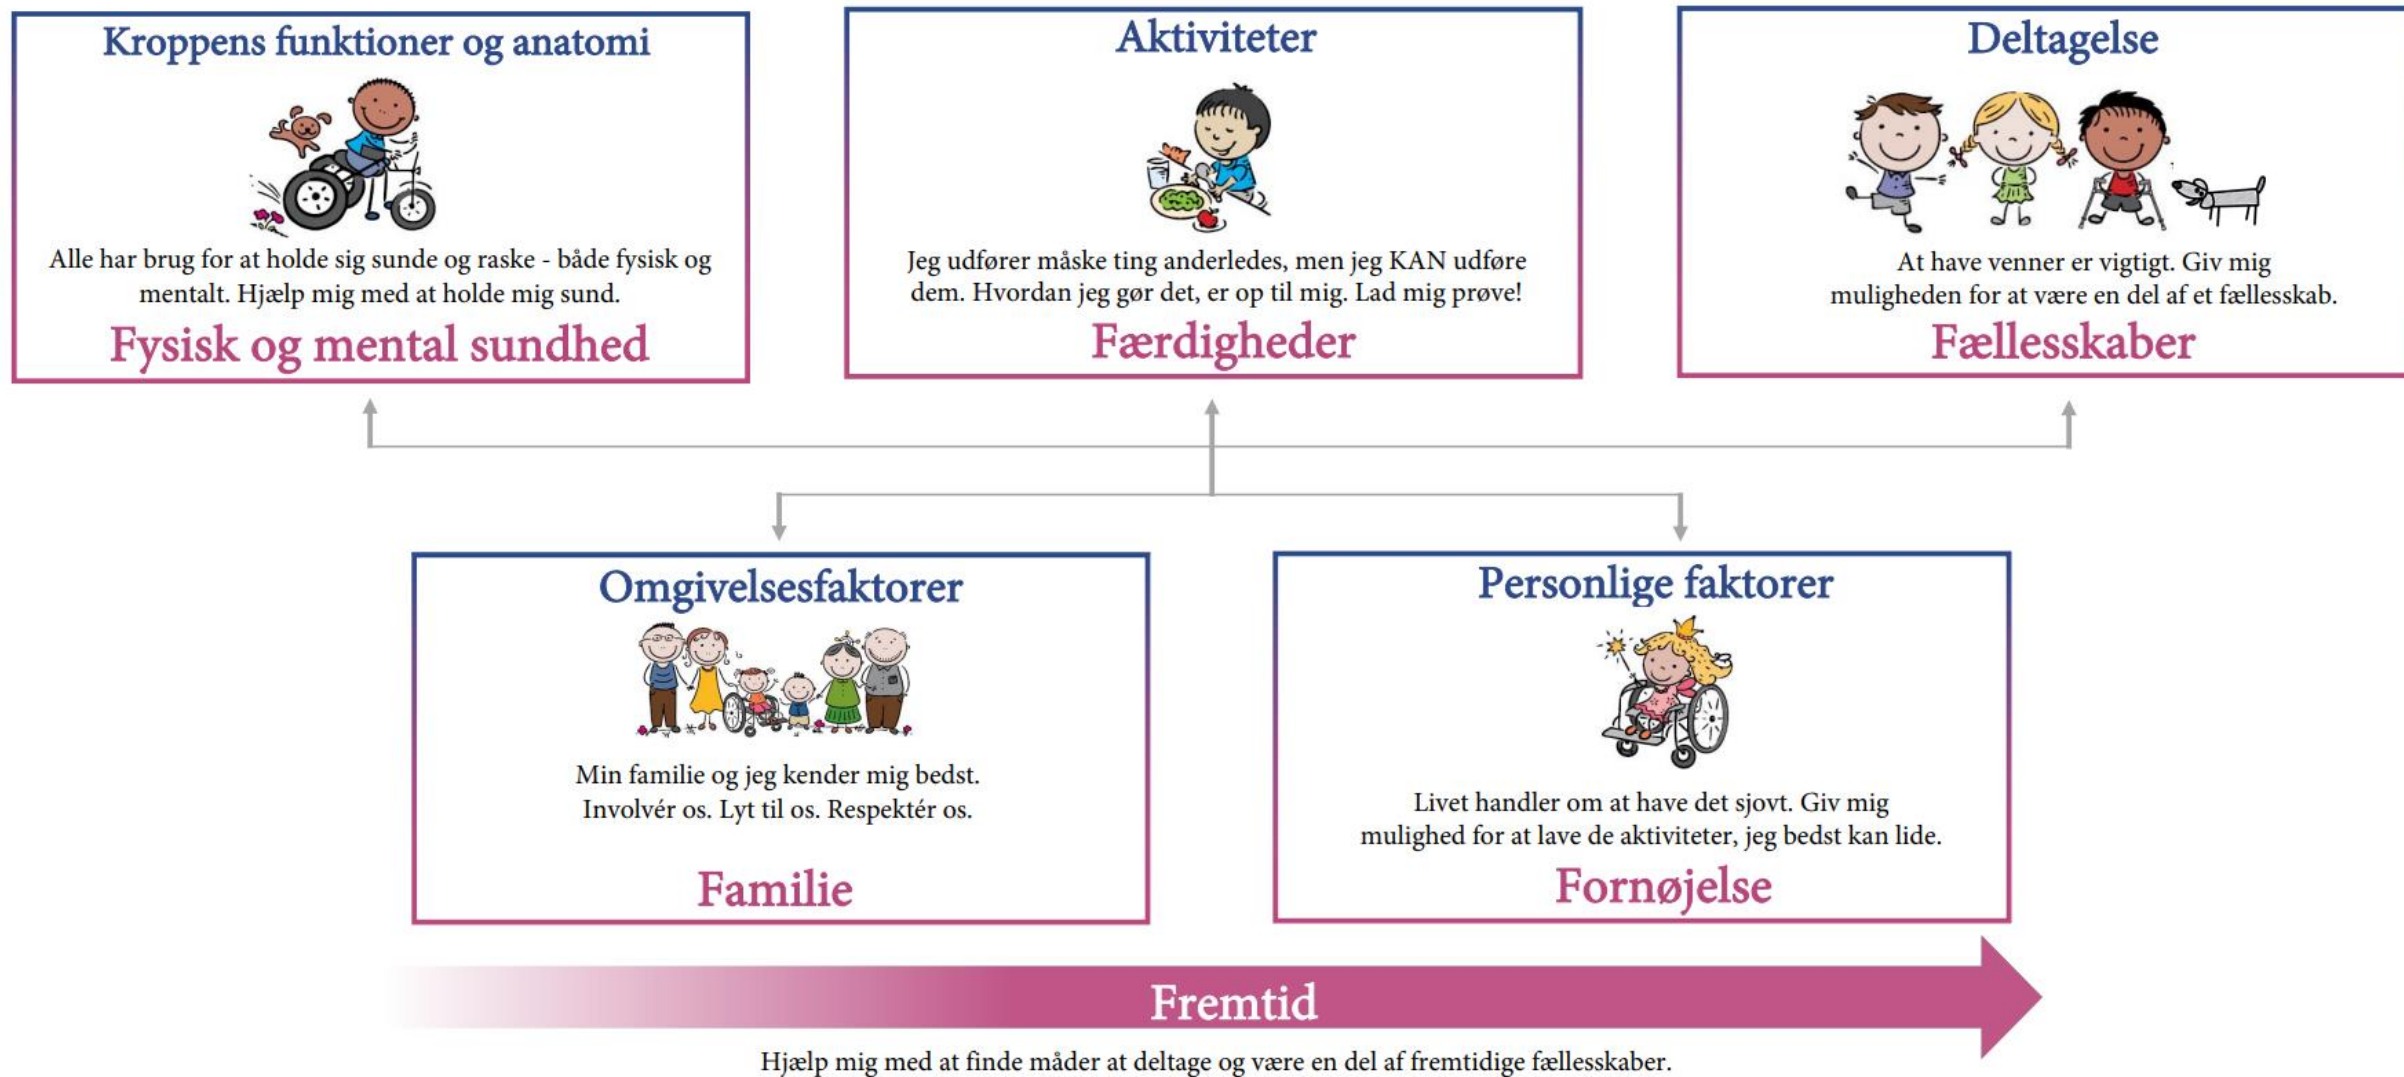 Kroppens funktioner og anatomi
Alle har brug for at holde sig sunde og raske - både fysisk og
mentalt. Hjælp mig med at holde mig sund.
Fysisk og mental sundhed
Aktiviteter
Jeg udfører måske ting anderledes, men jeg KAN udføre
dem. Hvordan jeg gør det, er op til mig. Lad mig prøve!
Færdigheder
Deltagelse
At have venner er vigtigt. Giv mig
muligheden for at være en del af et fællesskab.
Fællesskaber
Omgivelsesfaktorer
Min familie og jeg kender mig bedst.
Involvér os. Lyt til os. Respektér os.
Familie
Personlige faktorer
Livet handler om at have det sjovt. Giv mig
mulighed for at lave de aktiviteter, jeg bedst kan lide.
Fornøjelse
Fremtid
Hjælp mig med at finde måder at deltage og være en del af fremtidige fællesskaber.